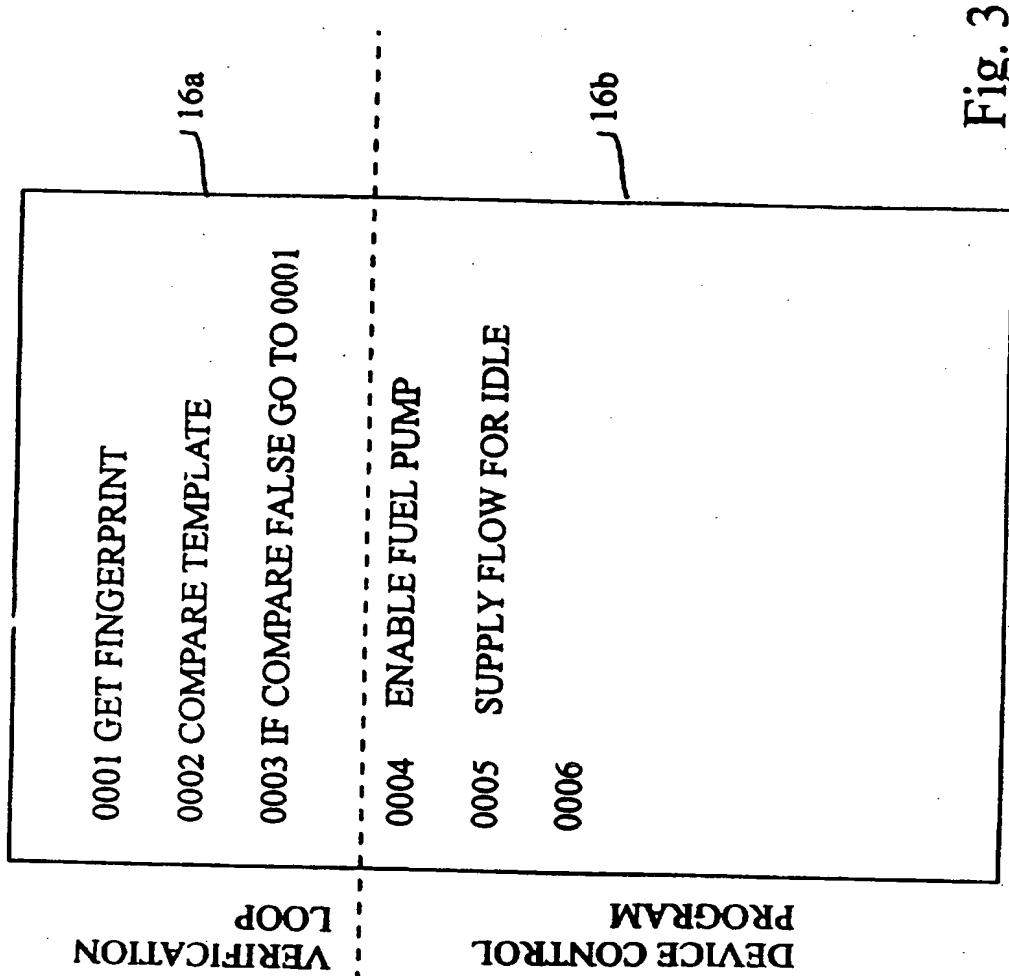 VERIFICATION
LOOP
0001 GET FINGERPRINT
0002 COMPARE TEMPLATE
0003 IF COMPARE FALSE GO TO 0001
16a
DEVICE CONTROL
PROGRAM
0004 ENABLE FUEL PUMP
0005 SUPPLY FLOW FOR IDLE
0006
16b
Fig. 3